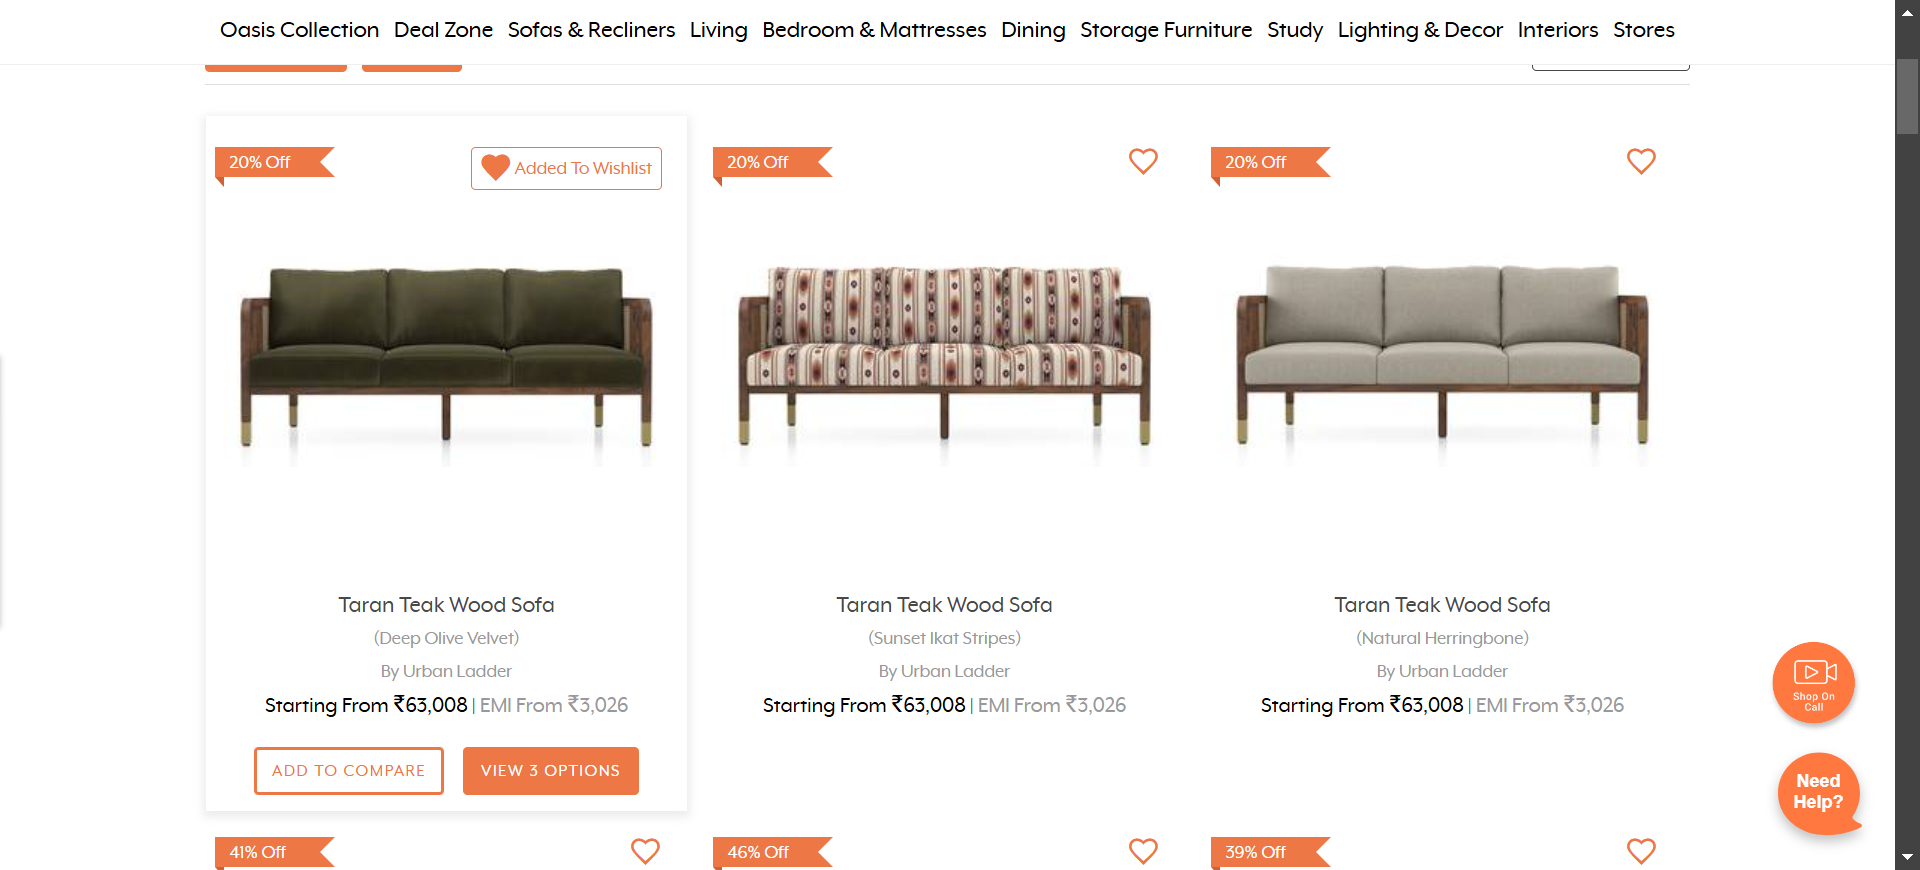 Oasis Collection Deal Zone Sofas & Recliners Living Bedroom & Mattresses Dining Storage Furniture Study Lighting & Decor Interiors Stores
20% Off
Added To Wishlist
20% Off
20% Off
Taran Teak Wood Sofa
(Deep Olive Velvet)
By Urban Ladder
Starting From ₹63,008 | EMI From ₹3,026
ADD TO COMPARE
VIEW 3 OPTIONS
Taran Teak Wood Sofa
(Sunset Ikat Stripes)
By Urban Ladder
Starting From ₹63,008 | EMI From ₹3,026
Taran Teak Wood Sofa
(Natural Herringbone)
By Urban Ladder
Starting From ₹63,008 | EMI From ₹3,026
Shop On
Call
Need
Help?
41% Off
46% Off
39% Off